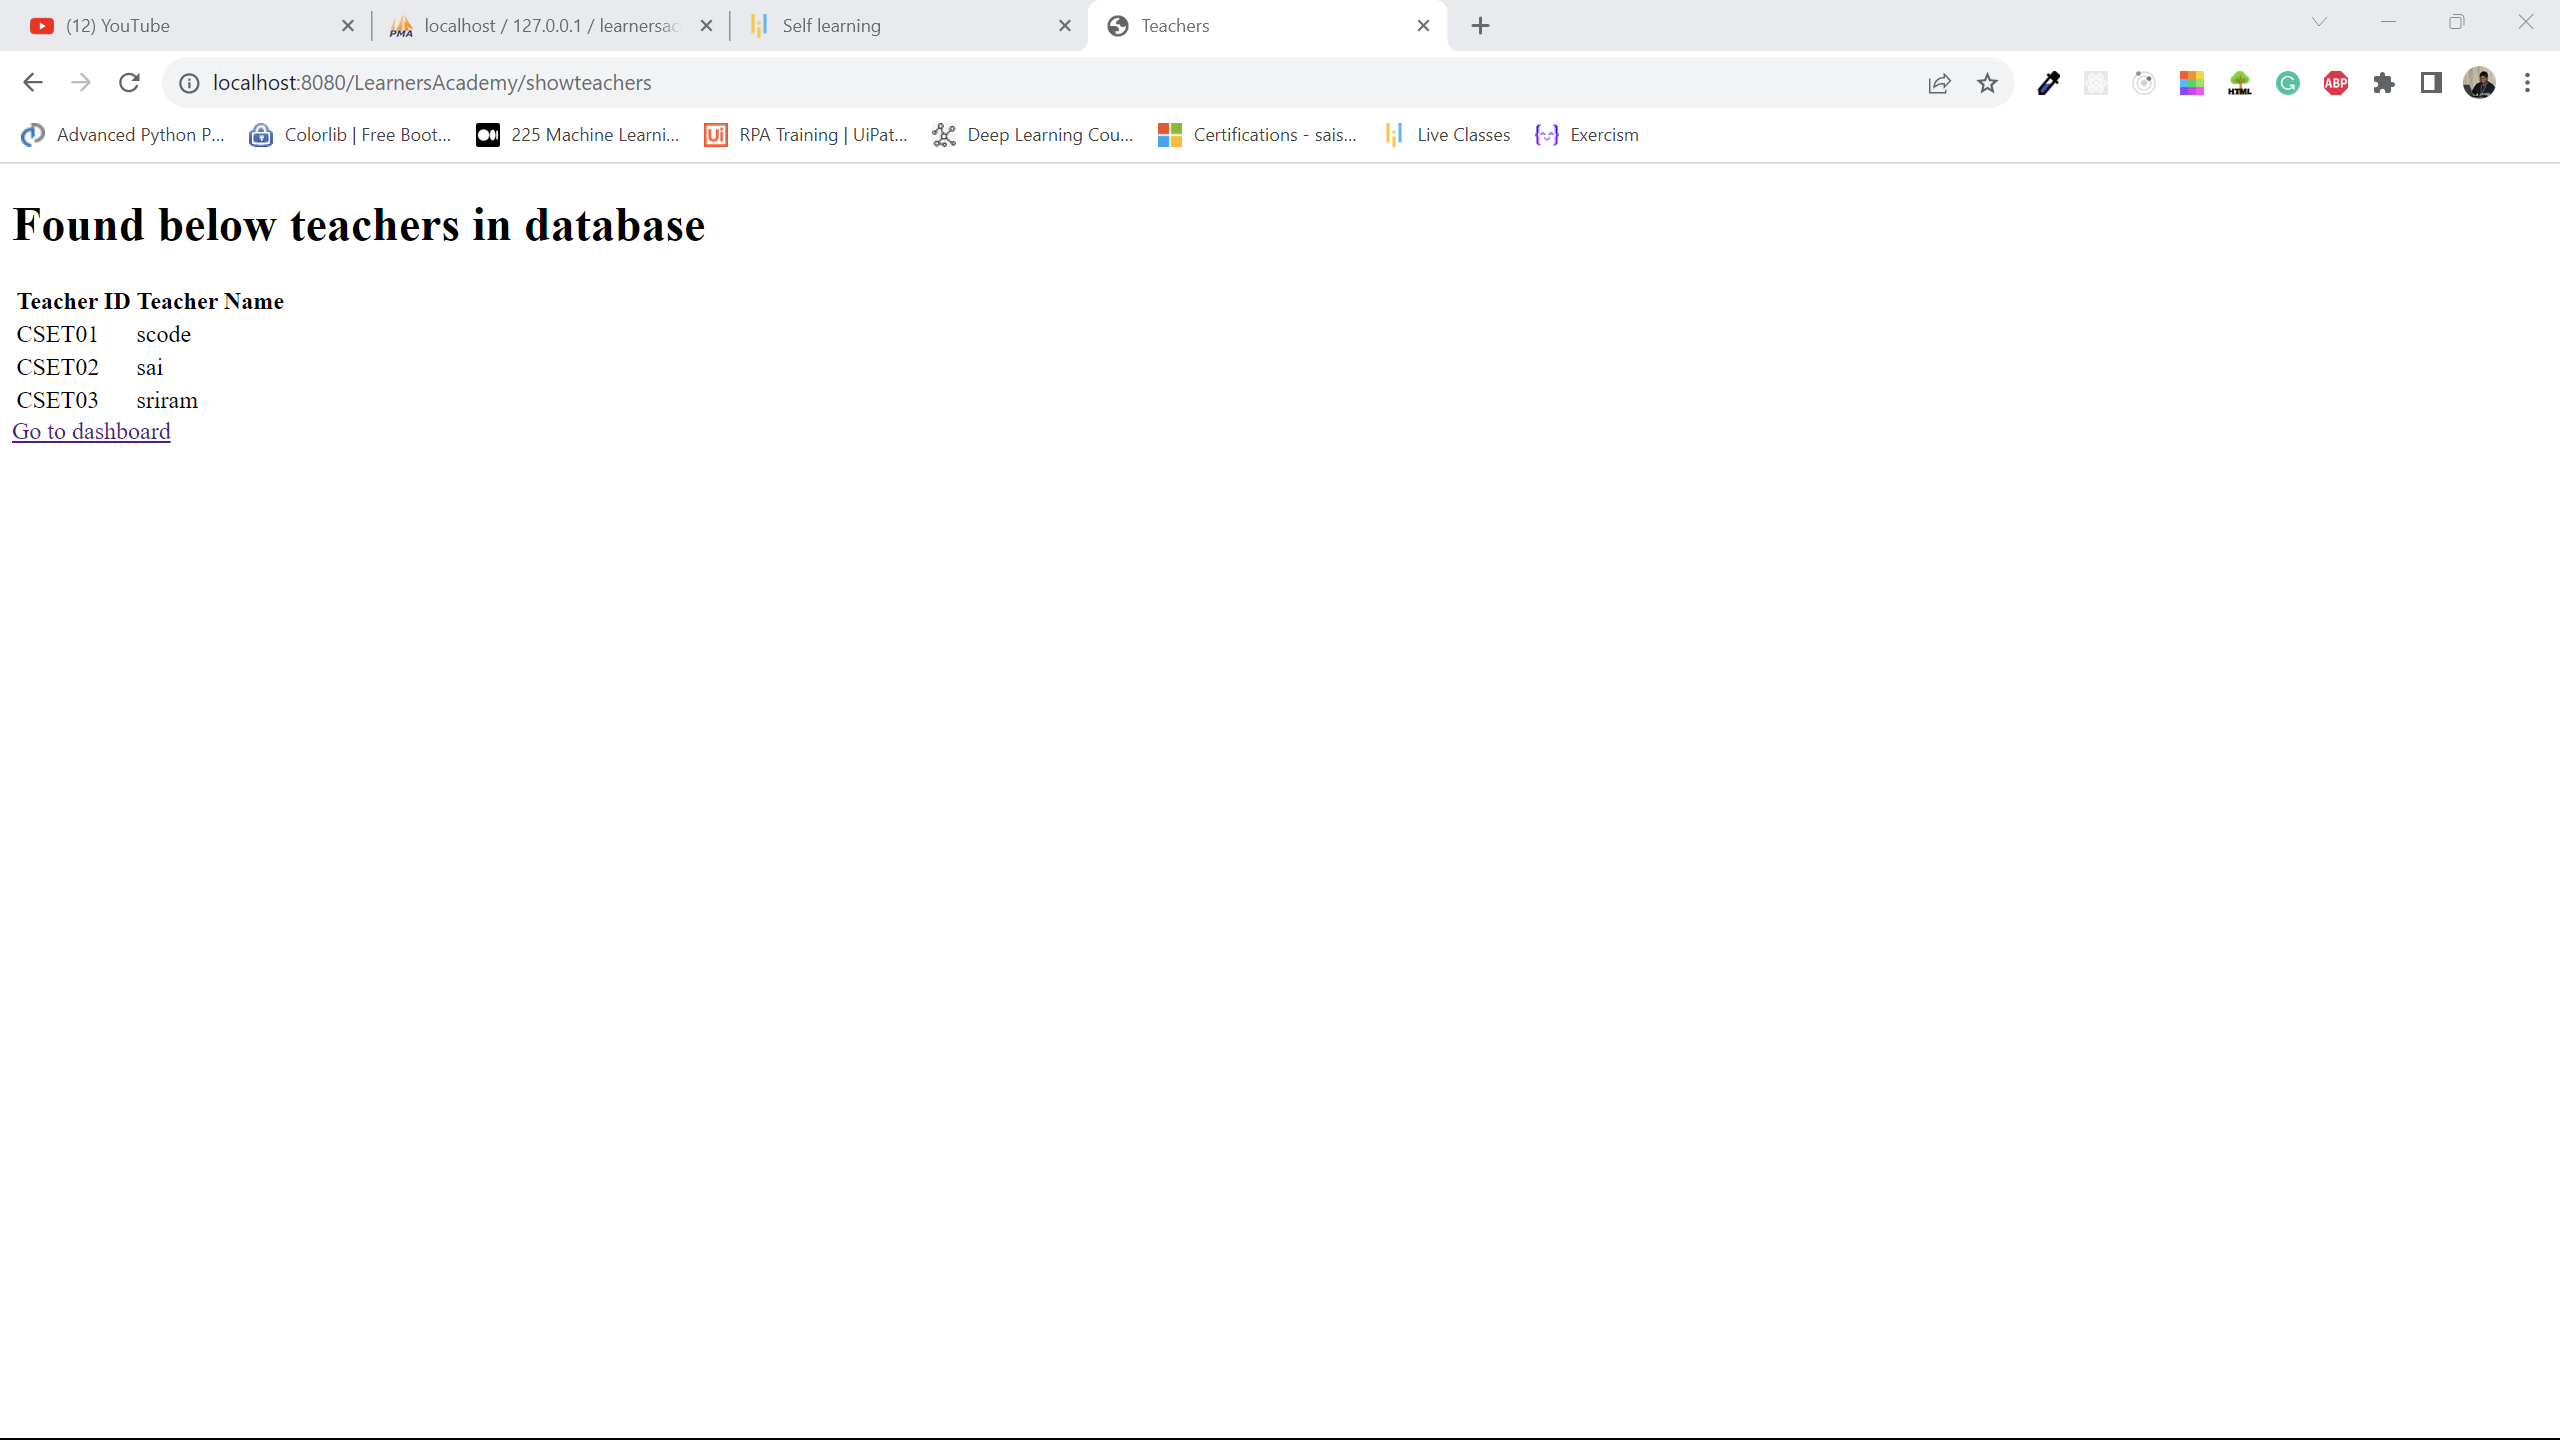 (12) YouTube
localhost / 127.0.0.1 / learnersac
Self learning
Teachers
localhost:8080/LearnersAcademy/showteachers
Advanced Python P... Colorlib | Free Boot... 225 Machine Learni... RPA Training | UiPat... Deep Learning Cou... Certifications - sais... Live Classes Exercism
Found below teachers in database
Teacher ID Teacher Name
CSET01 scode
CSET02 sai
CSET03 sriram
Go to dashboard